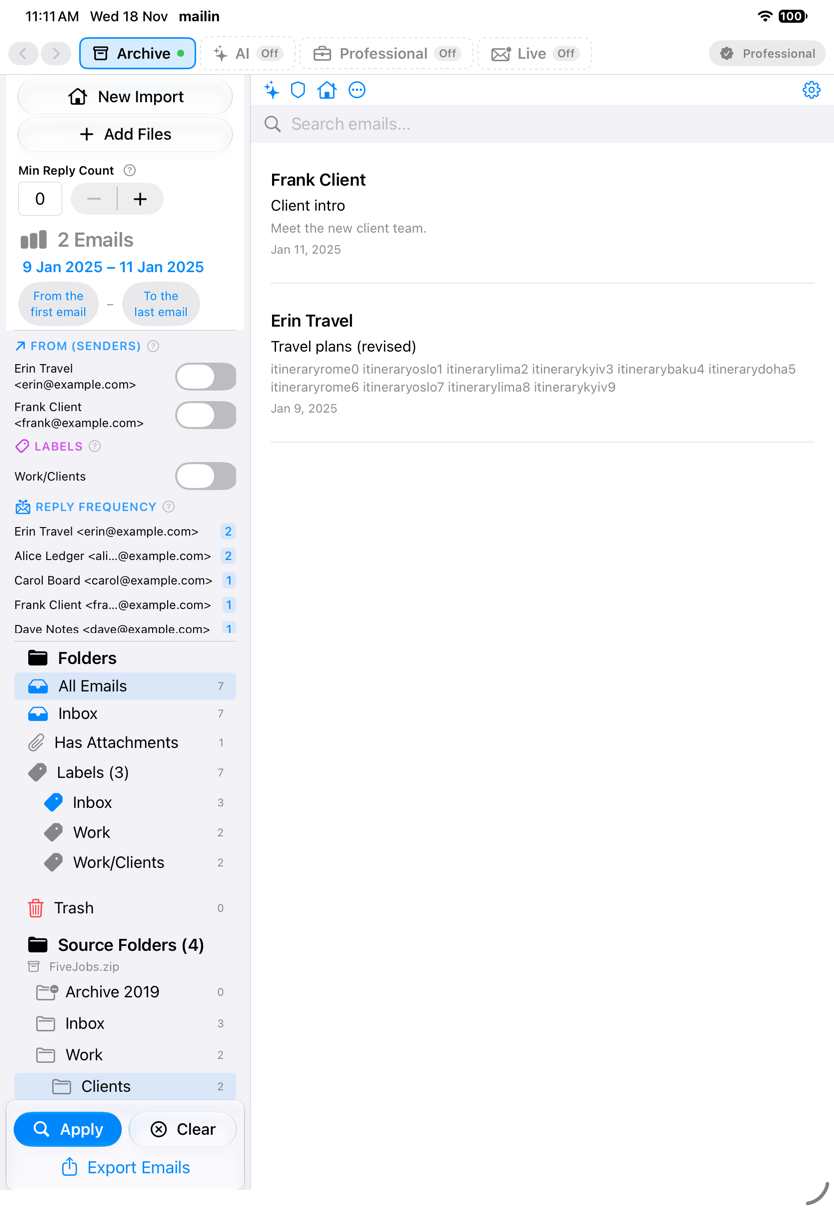 11:11 AM Wed 18 Nov mailin
100
Archive
AI Off
Professional Off
Live Off
Professional
New Import
Add Files
Min Reply Count ?
0
2 Emails
9 Jan 2025 – 11 Jan 2025
From the
first email
–
To the
last email
FROM (SENDERS) ?
Erin Travel
<erin@example.com>
Frank Client
<frank@example.com>
LABELS ?
Work/Clients
REPLY FREQUENCY ?
Erin Travel <erin@example.com> 2
Alice Ledger <ali...@example.com> 2
Carol Board <carol@example.com> 1
Frank Client <fra...@example.com> 1
Dave Notes <dave@example.com> 1
Folders
All Emails 7
Inbox 7
Has Attachments 1
Labels (3) 7
Inbox 3
Work 2
Work/Clients 2
Trash 0
Source Folders (4)
FiveJobs.zip
Archive 2019 0
Inbox 3
Work 2
Clients 2
Apply
Clear
Export Emails
Search emails...
Frank Client
Client intro
Meet the new client team.
Jan 11, 2025
Erin Travel
Travel plans (revised)
itineraryrome0 itineraryoslo1 itinerarylima2 itinerarykyiv3 itinerarybaku4 itinerarydoha5
itineraryrome6 itineraryoslo7 itinerarylima8 itinerarykyiv9
Jan 9, 2025